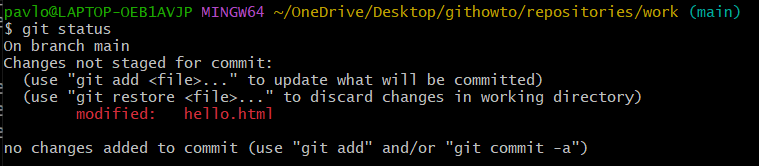 pavlo@LAPTOP-OEB1AVJP MINGW64 ~/OneDrive/Desktop/githowto/repositories/work (main)
$ git status
On branch main
Changes not staged for commit:
  (use "git add <file>..." to update what will be committed)
  (use "git restore <file>..." to discard changes in working directory)
        modified:   hello.html

no changes added to commit (use "git add" and/or "git commit -a")